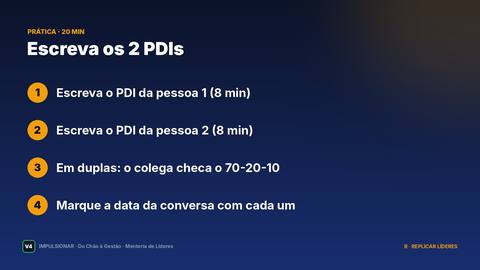 PRÁTICA · 20 MIN
Escreva os 2 PDIs
1 Escreva o PDI da pessoa 1 (8 min)
2 Escreva o PDI da pessoa 2 (8 min)
3 Em duplas: o colega checa o 70-20-10
4 Marque a data da conversa com cada um
V4 IMPULSIONAR · Do Chão à Gestão · Mentoria de Líderes
R · REPLICAR LÍDERES